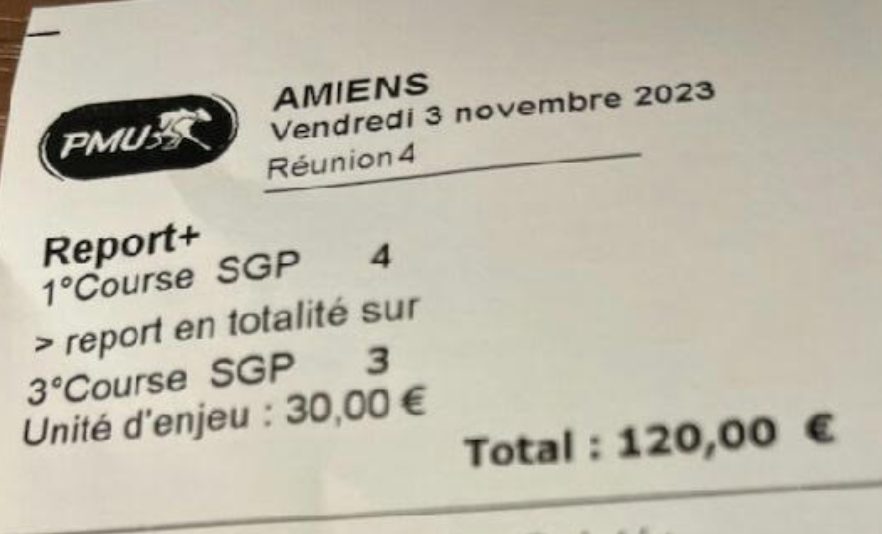 PMU
AMIENS
Vendredi 3 novembre 2023
Réunion 4
Report+
1°Course SGP 4
> report en totalité sur
3°Course SGP 3
Unité d'enjeu : 30,00 €
Total : 120,00 €